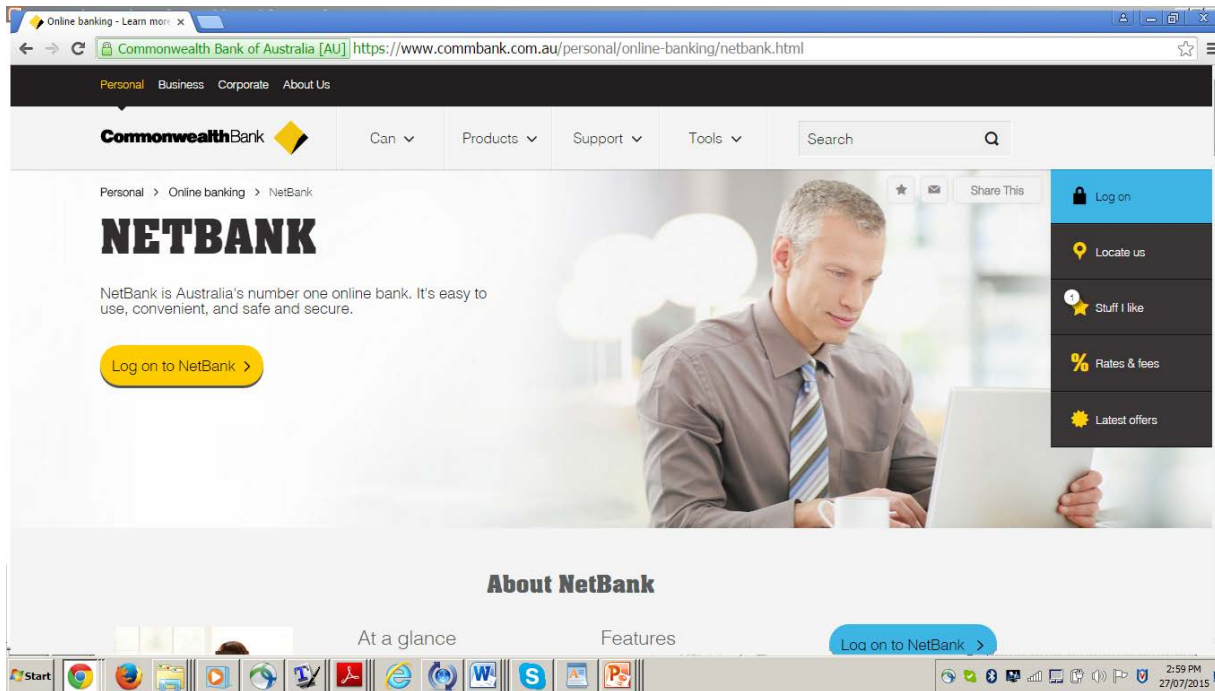 Online banking - Learn more
Commonwealth Bank of Australia [AU] https://www.commbank.com.au/personal/online-banking/netbank.html
Personal Business Corporate About Us
CommonwealthBank Can Products Support Tools Search
Personal > Online banking > NetBank
Share This
Log on
NETBANK
Locate us
NetBank is Australia's number one online bank. It's easy to
use, convenient, and safe and secure.
1
Stuff I like
Log on to NetBank >
% Rates & fees
Latest offers
About NetBank
At a glance Features Log on to NetBank >
Start
2:59 PM
27/07/2015